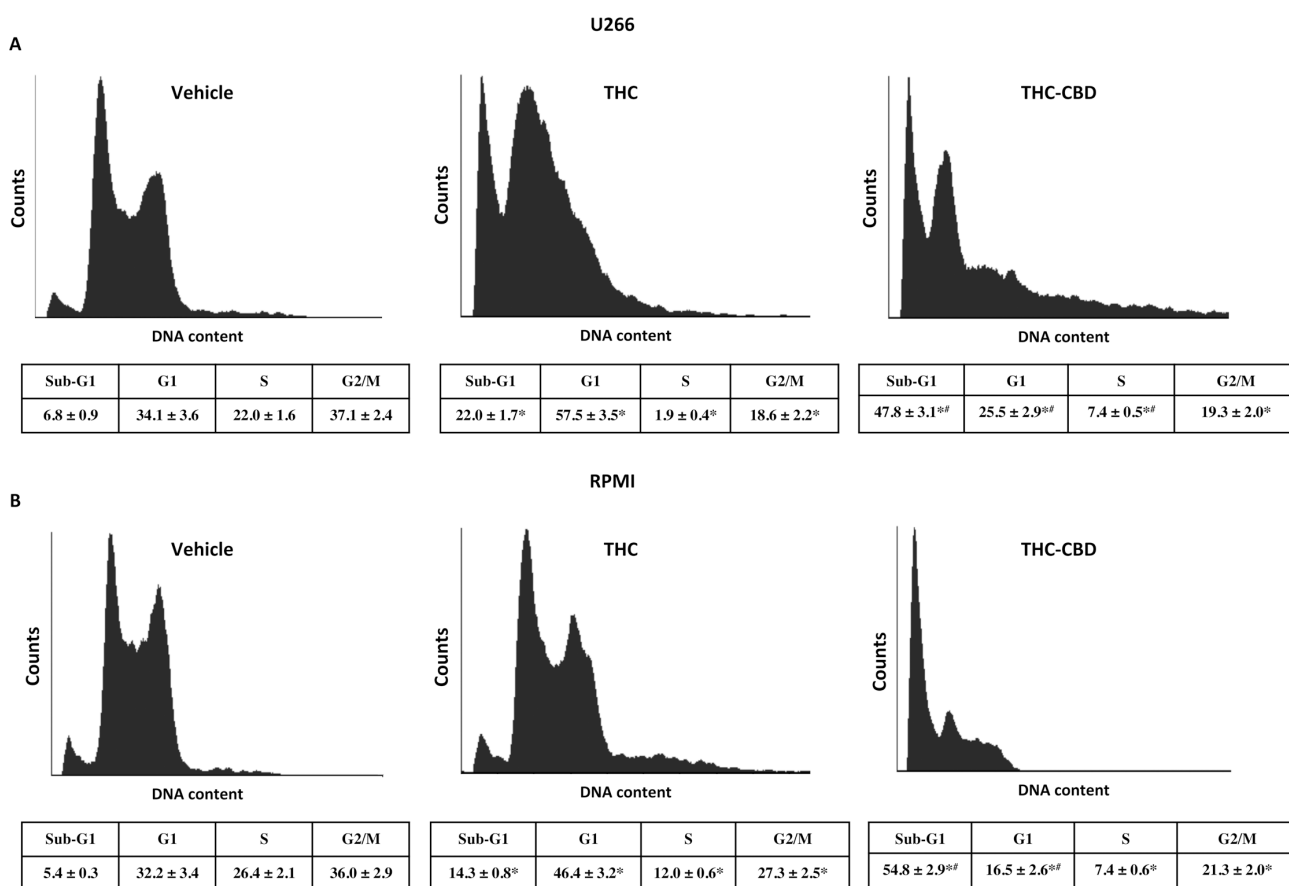 U266
A
Vehicle
THC
THC-CBD
Counts
Counts
Counts
DNA content
DNA content
DNA content
Sub-G1 G1 S G2/M
6.8 ± 0.9 34.1 ± 3.6 22.0 ± 1.6 37.1 ± 2.4
Sub-G1 G1 S G2/M
22.0 ± 1.7* 57.5 ± 3.5* 1.9 ± 0.4* 18.6 ± 2.2*
Sub-G1 G1 S G2/M
47.8 ± 3.1*# 25.5 ± 2.9*# 7.4 ± 0.5*# 19.3 ± 2.0*
RPMI
B
Vehicle
THC
THC-CBD
Counts
Counts
Counts
DNA content
DNA content
DNA content
Sub-G1 G1 S G2/M
5.4 ± 0.3 32.2 ± 3.4 26.4 ± 2.1 36.0 ± 2.9
Sub-G1 G1 S G2/M
14.3 ± 0.8* 46.4 ± 3.2* 12.0 ± 0.6* 27.3 ± 2.5*
Sub-G1 G1 S G2/M
54.8 ± 2.9*# 16.5 ± 2.6*# 7.4 ± 0.6* 21.3 ± 2.0*